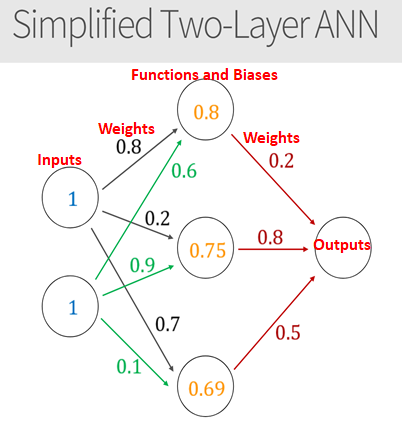 Simplified Two-Layer ANN
Functions and Biases
0.8
Weights
0.8
Weights
0.2
Inputs
0.6
1
0.2
0.75
0.8
Outputs
0.9
1
0.7
0.5
0.1
0.69